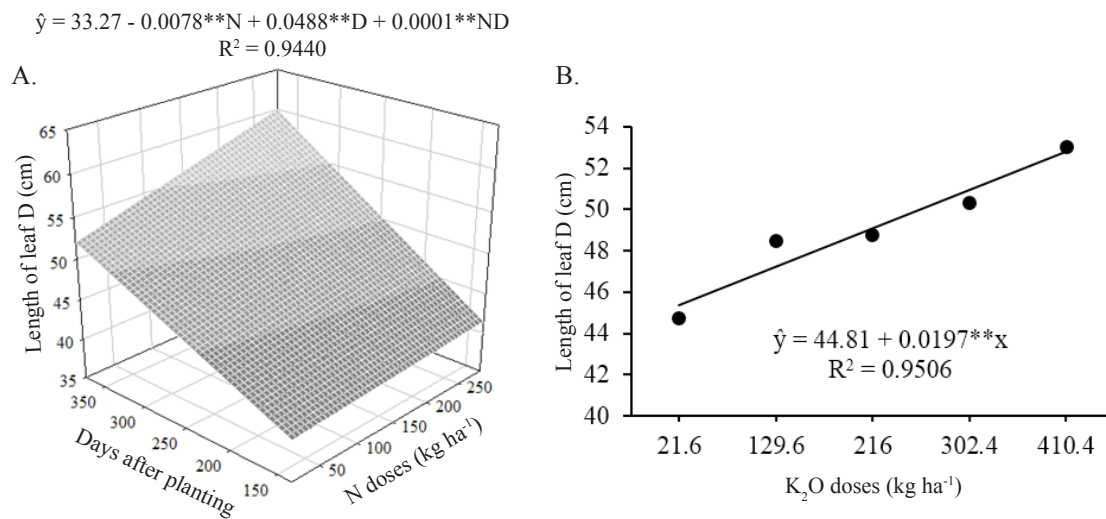 ŷ = 33.27 - 0.0078**N + 0.0488**D + 0.0001**ND
R² = 0.9440
A.
65
60
55
50
45
40
35
Length of leaf D (cm)
350
300
250
200
150
Days after planting
50
100
150
200
250
N doses (kg ha⁻¹)
B.
54
52
50
48
46
44
42
40
Length of leaf D (cm)
ŷ = 44.81 + 0.0197**x
R² = 0.9506
21.6 129.6 216 302.4 410.4
K₂O doses (kg ha⁻¹)